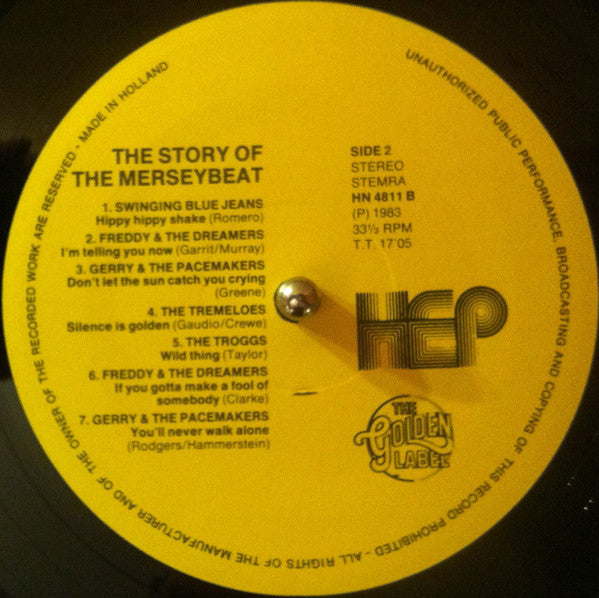 THE STORY OF
THE MERSEYBEAT
1. SWINGING BLUE JEANS
Hippy hippy shake (Romero)
2. FREDDY & THE DREAMERS
I'm telling you now (Garrit/Murray)
3. GERRY & THE PACEMAKERS
Don't let the sun catch you crying
(Greene)
4. THE TREMELOES
Silence is golden (Gaudio/Crewe)
5. THE TROGGS
Wild thing (Taylor)
6. FREDDY & THE DREAMERS
If you gotta make a fool of
somebody (Clarke)
7. GERRY & THE PACEMAKERS
You'll never walk alone
(Rodgers/Hammerstein)
SIDE 2
STEREO
STEMRA
HN 4811 B
(P) 1983
33⅓ RPM
T.T. 17'05
HEP
THE
GOLDEN
LABEL
UNAUTHORIZED PUBLIC PERFORMANCE, BROADCASTING AND COPYING OF THIS RECORD PROHIBITED - ALL RIGHTS OF THE MANUFACTURER AND OF THE OWNER OF THE RECORDED WORK ARE RESERVED - MADE IN HOLLAND